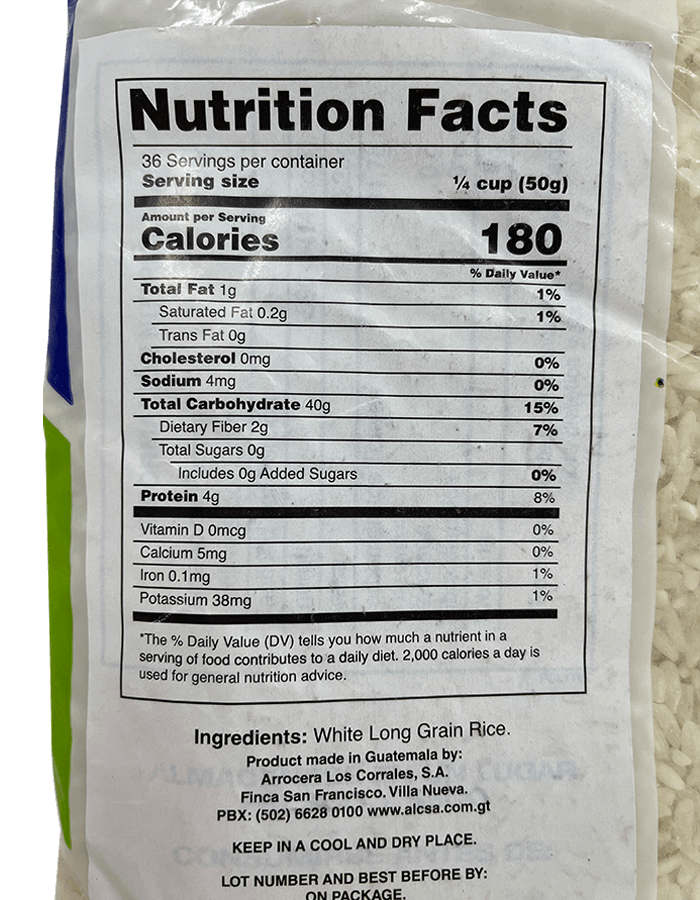 Nutrition Facts
36 Servings per container
Serving size ¼ cup (50g)
Amount per Serving
Calories 180
% Daily Value*
Total Fat 1g 1%
Saturated Fat 0.2g 1%
Trans Fat 0g
Cholesterol 0mg 0%
Sodium 4mg 0%
Total Carbohydrate 40g 15%
Dietary Fiber 2g 7%
Total Sugars 0g
Includes 0g Added Sugars 0%
Protein 4g 8%
Vitamin D 0mcg 0%
Calcium 5mg 0%
Iron 0.1mg 1%
Potassium 38mg 1%
*The % Daily Value (DV) tells you how much a nutrient in a
serving of food contributes to a daily diet. 2,000 calories a day is
used for general nutrition advice.
Ingredients: White Long Grain Rice.
Product made in Guatemala by:
Arrocera Los Corrales, S.A.
Finca San Francisco. Villa Nueva.
PBX: (502) 6628 0100 www.alcsa.com.gt
KEEP IN A COOL AND DRY PLACE.
LOT NUMBER AND BEST BEFORE BY:
ON PACKAGE.